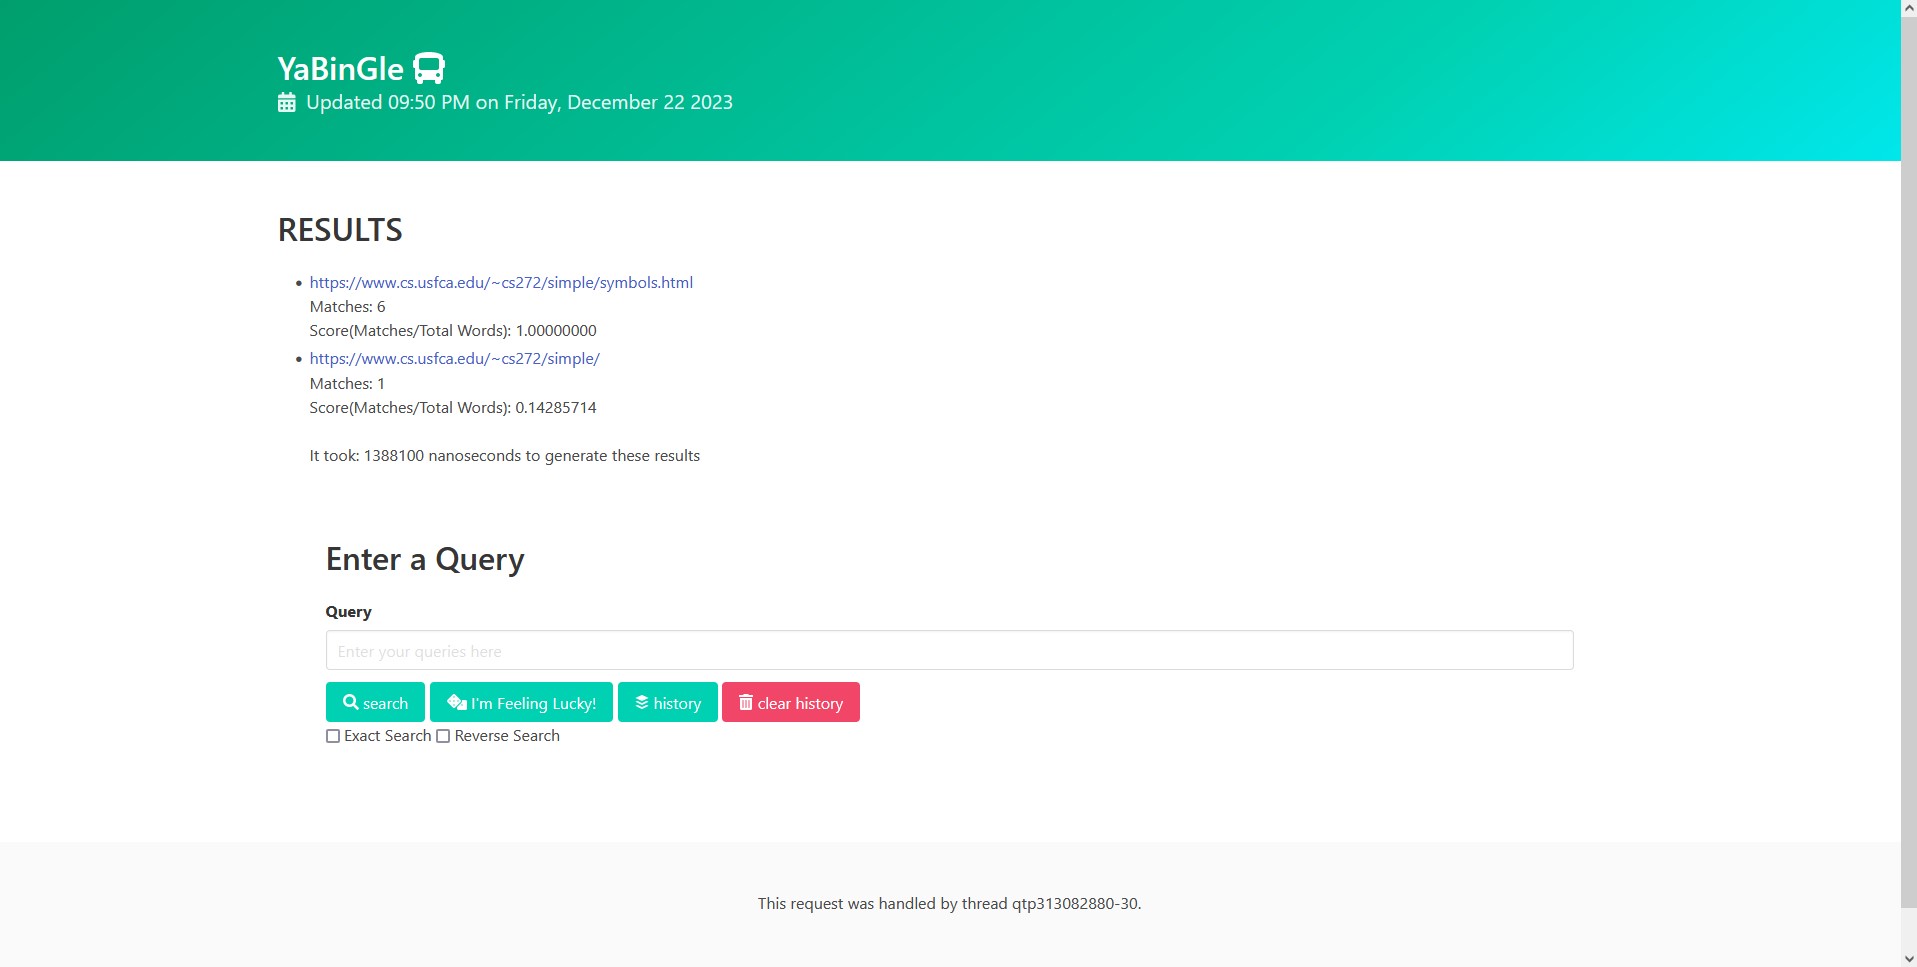 YaBinGle
Updated 09:50 PM on Friday, December 22 2023
RESULTS
https://www.cs.usfca.edu/~cs272/simple/symbols.html
Matches: 6
Score(Matches/Total Words): 1.00000000
https://www.cs.usfca.edu/~cs272/simple/
Matches: 1
Score(Matches/Total Words): 0.14285714
It took: 1388100 nanoseconds to generate these results
Enter a Query
Query
Enter your queries here
search I'm Feeling Lucky! history clear history
Exact Search Reverse Search
This request was handled by thread qtp313082880-30.